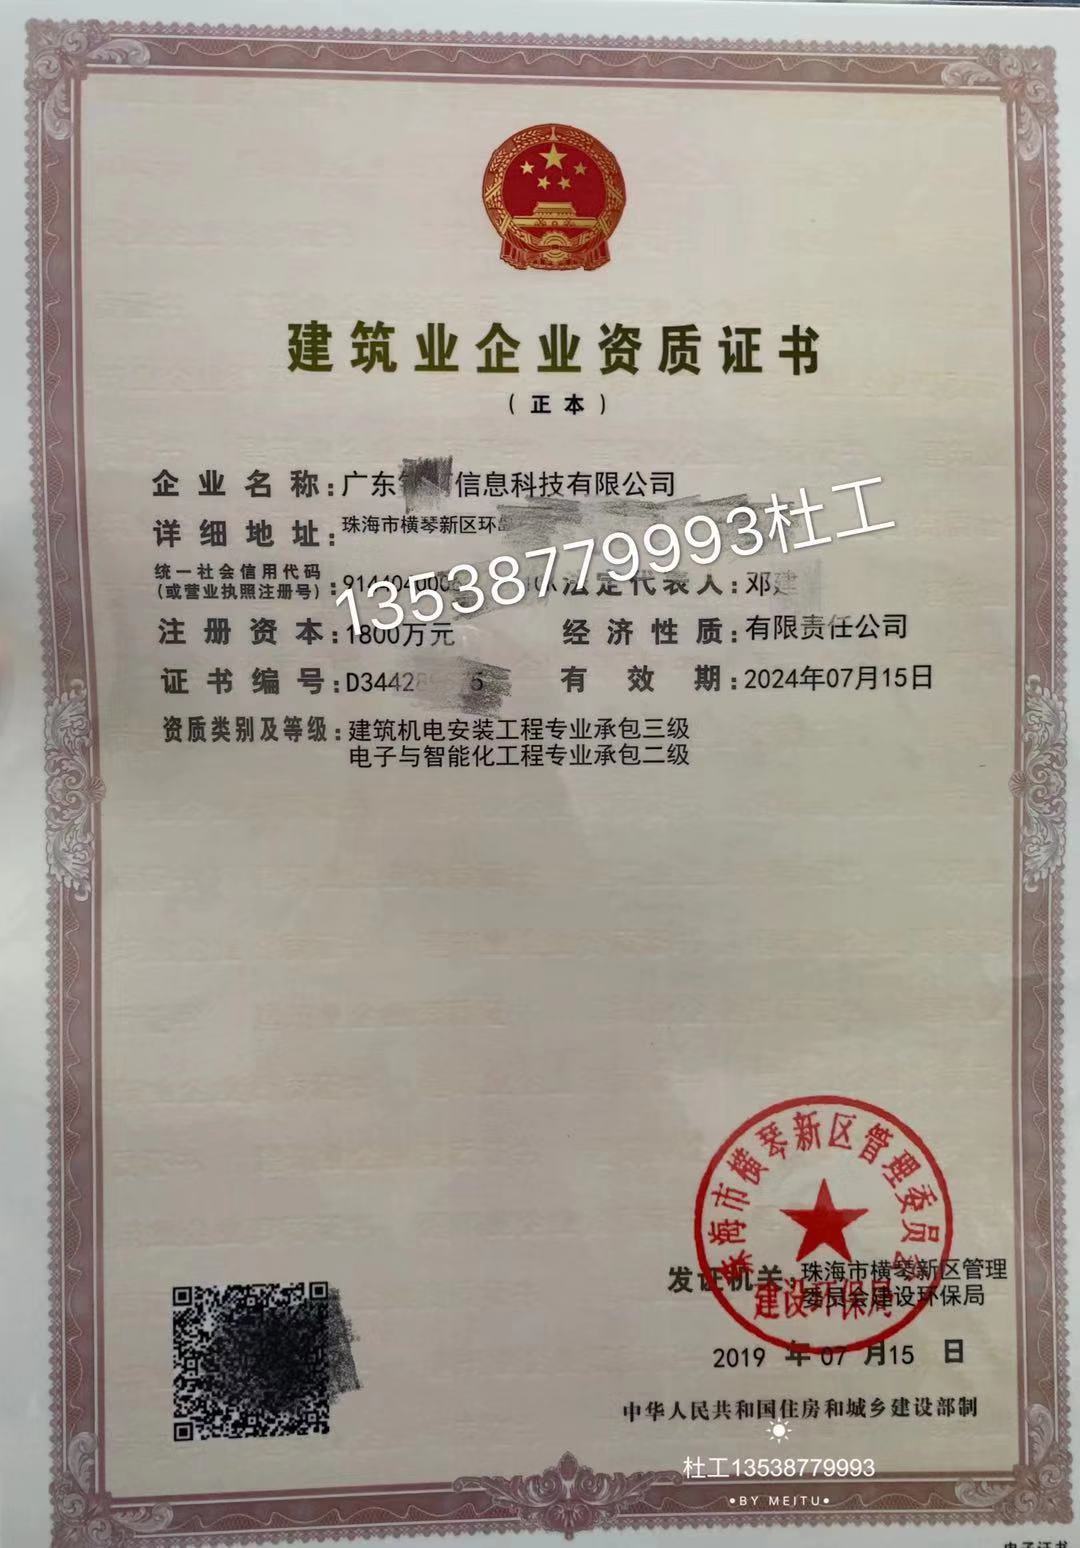 建筑业企业资质证书
（正本）
企业名称：广东 信息科技有限公司
详细地址：珠海市横琴新区环
13538779993杜工
统一社会信用代码
（或营业执照注册号）：
法定代表人：邓建
注册资本：1800万元 经济性质：有限责任公司
证书编号：D3442 有效期：2024年07月15日
资质类别及等级：建筑机电安装工程专业承包三级
电子与智能化工程专业承包二级
珠海市横琴新区管理委员会
建设环保局
发证机关：珠海市横琴新区管理
委员会建设环保局
2019 年 07 月 15 日
中华人民共和国住房和城乡建设部制
杜工13538779993
•BY MEITU•